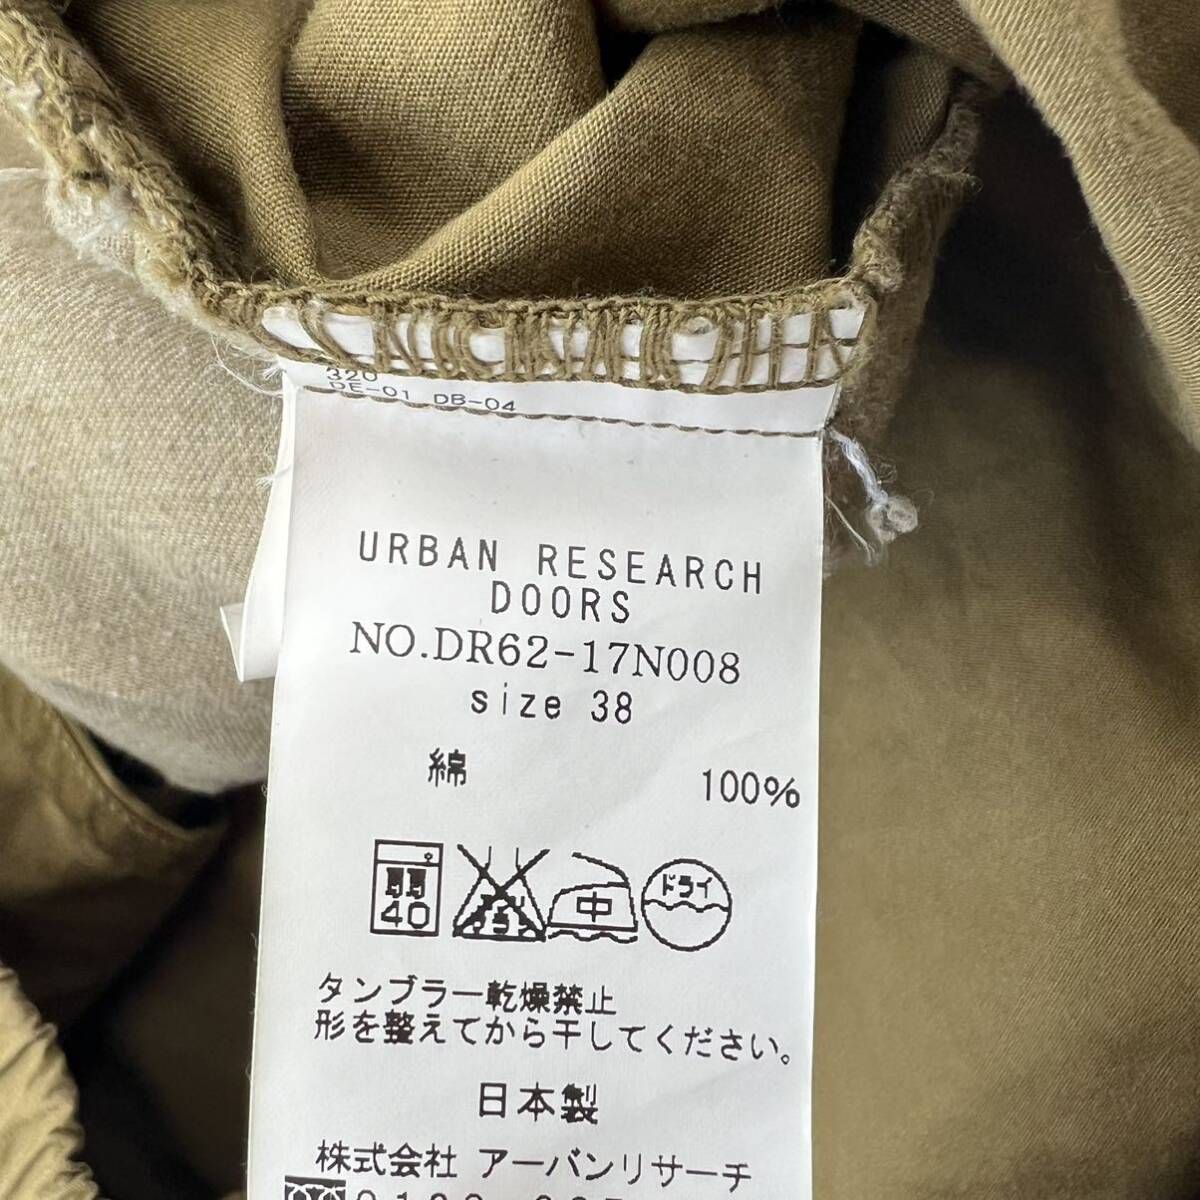 320
DE-01 DB-04
URBAN RESEARCH
DOORS
NO.DR62-17N008
size 38
綿 100%
弱
40
中
ドライ
タンブラー乾燥禁止
形を整えてから干してください。
日本製
株式会社 アーバンリサーチ